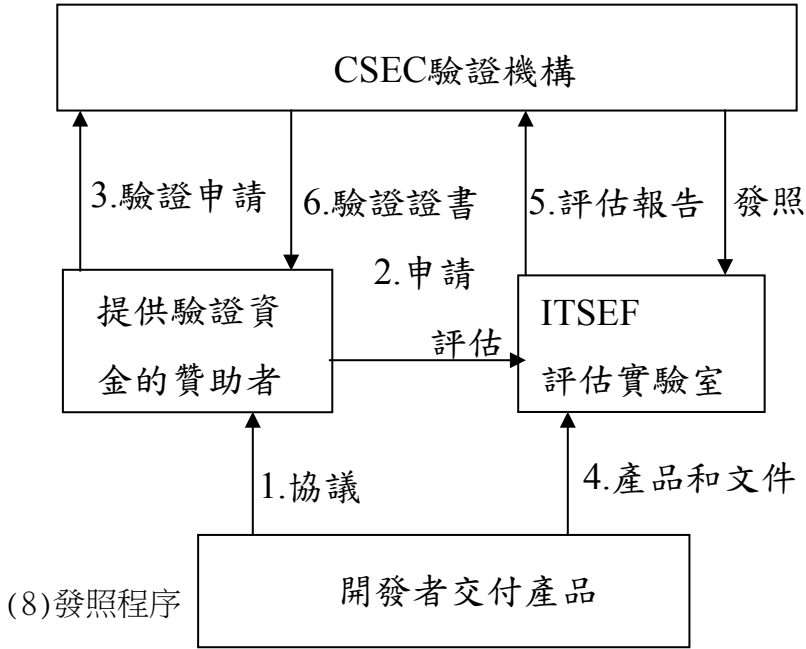 CSEC驗證機構
3.驗證申請
6.驗證證書
5.評估報告
發照
2.申請
評估
提供驗證資
金的贊助者
ITSEF
評估實驗室
1.協議
4.產品和文件
(8)發照程序
開發者交付產品